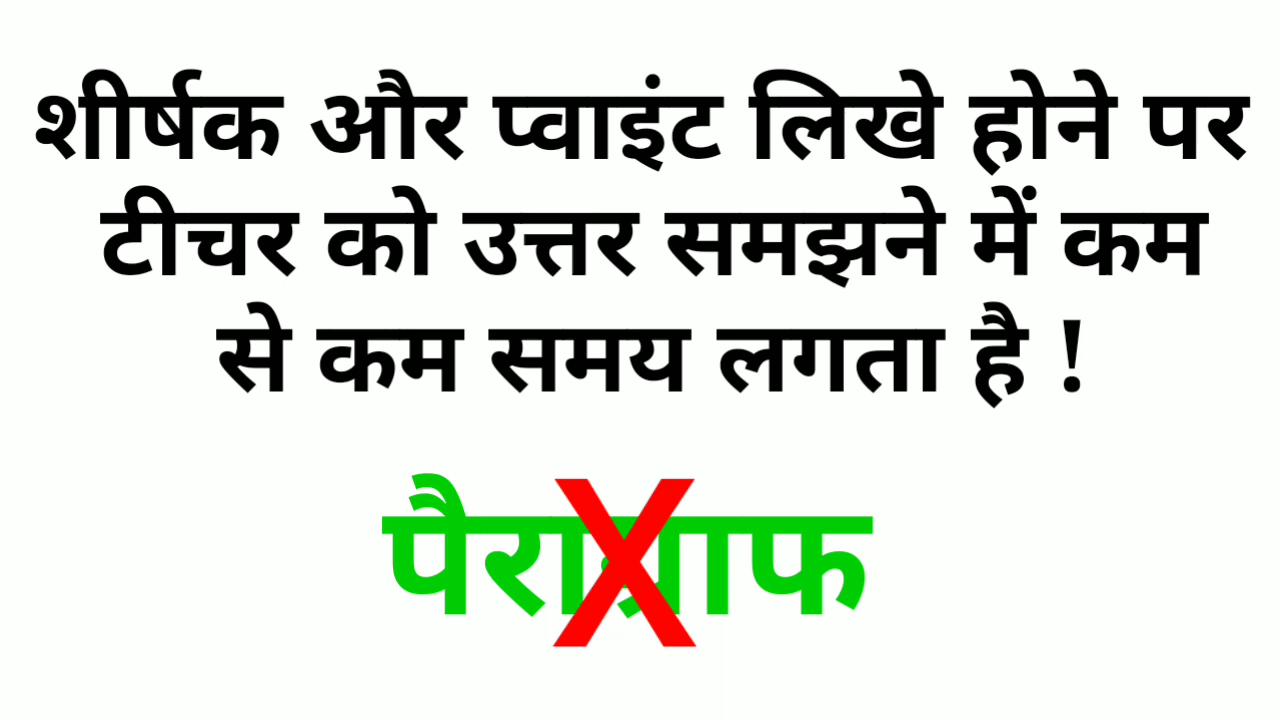 शीर्षक और प्वाइंट लिखे होने पर
टीचर को उत्तर समझने में कम
से कम समय लगता है !
पैराग्राफ
X